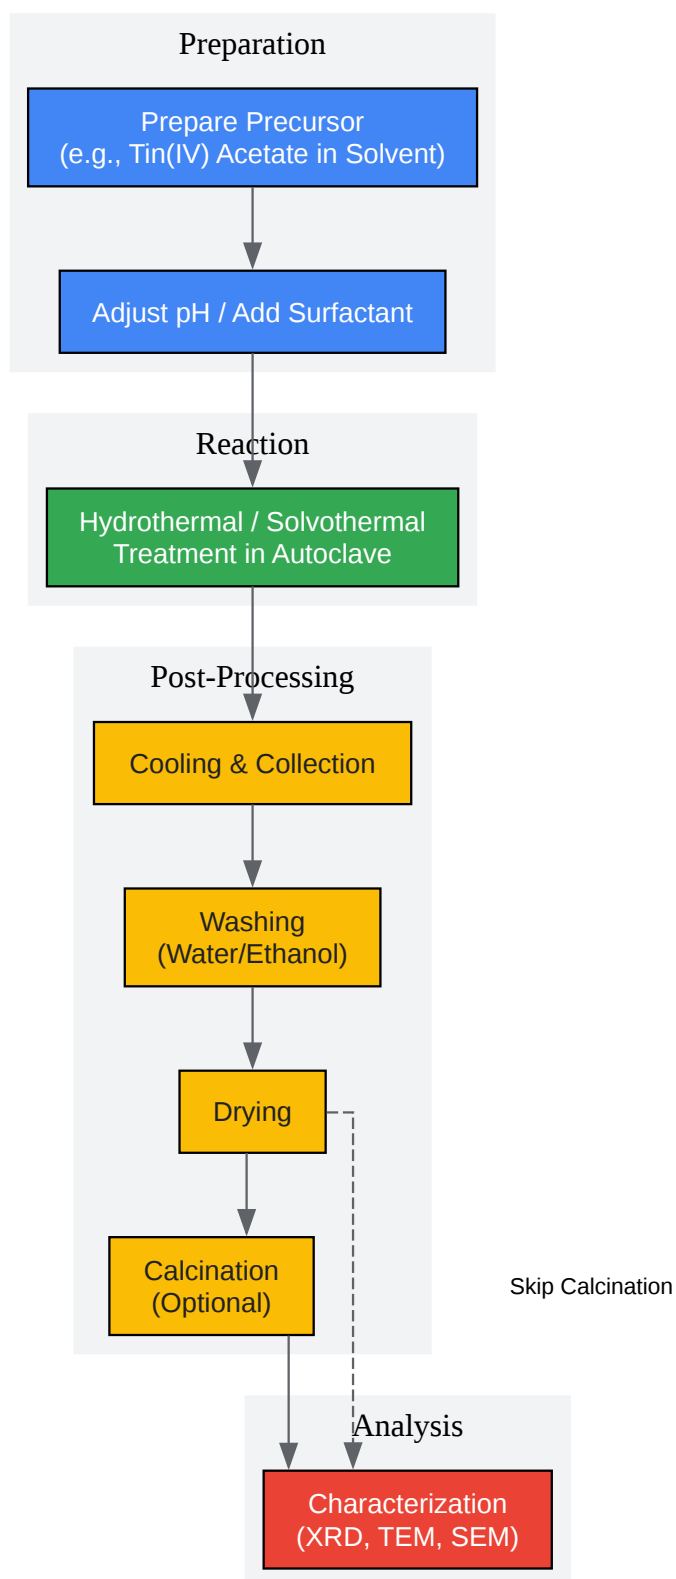 Preparation
Prepare Precursor
(e.g., Tin(IV) Acetate in Solvent)
Adjust pH / Add Surfactant
Reaction
Hydrothermal / Solvothermal
Treatment in Autoclave
Post-Processing
Cooling & Collection
Washing
(Water/Ethanol)
Drying
Calcination
(Optional)
Skip Calcination
Analysis
Characterization
(XRD, TEM, SEM)